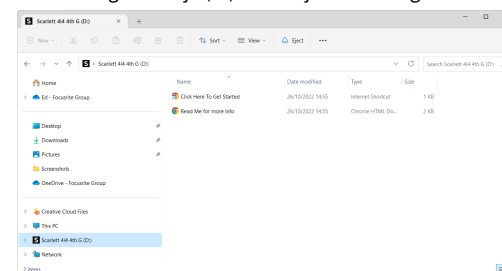 Scarlett 4i4 4th G (D:)
New
Sort View Eject
Scarlett 4i4 4th G (D:)
Search Scarlett 4i4 4th G (D:)
Name Date modified Type Size
Click Here To Get Started 26/10/2022 14:55 Internet Shortcut 1 KB
Read Me for more Info 26/10/2022 14:55 Chrome HTML Do... 2 KB
Home
Ed - Focusrite Group
Desktop
Downloads
Pictures
Screenshots
OneDrive - Focusrite Group
Creative Cloud Files
This PC
Scarlett 4i4 4th G (D:)
Network
2 items